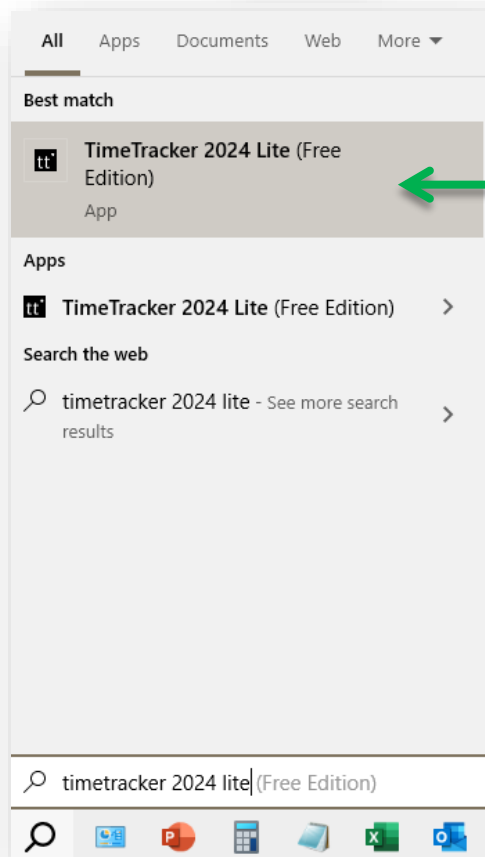 All Apps Documents Web More
Best match
tt TimeTracker 2024 Lite (Free
Edition)
App
Apps
tt TimeTracker 2024 Lite (Free Edition)
Search the web
timetracker 2024 lite - See more search
results
timetracker 2024 lite (Free Edition)
P X O